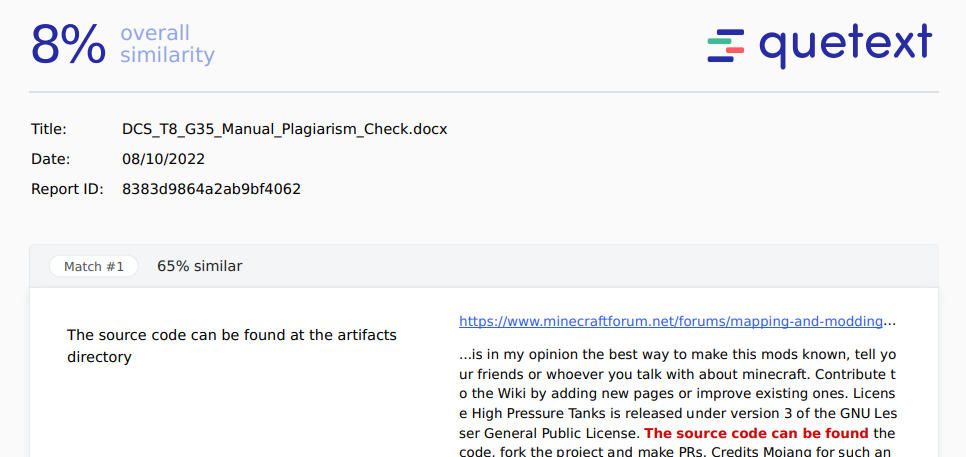 8% overall
similarity
quetext
Title: DCS_T8_G35_Manual_Plagiarism_Check.docx
Date: 08/10/2022
Report ID: 8383d9864a2ab9bf4062
Match #1 65% similar
The source code can be found at the artifacts
directory
https://www.minecraftforum.net/forums/mapping-and-modding...
...is in my opinion the best way to make this mods known, tell yo
ur friends or whoever you talk with about minecraft. Contribute t
o the Wiki by adding new pages or improve existing ones. Licens
e High Pressure Tanks is released under version 3 of the GNU Les
ser General Public License. The source code can be found the
code, fork the project and make PRs. Credits Mojang for such an